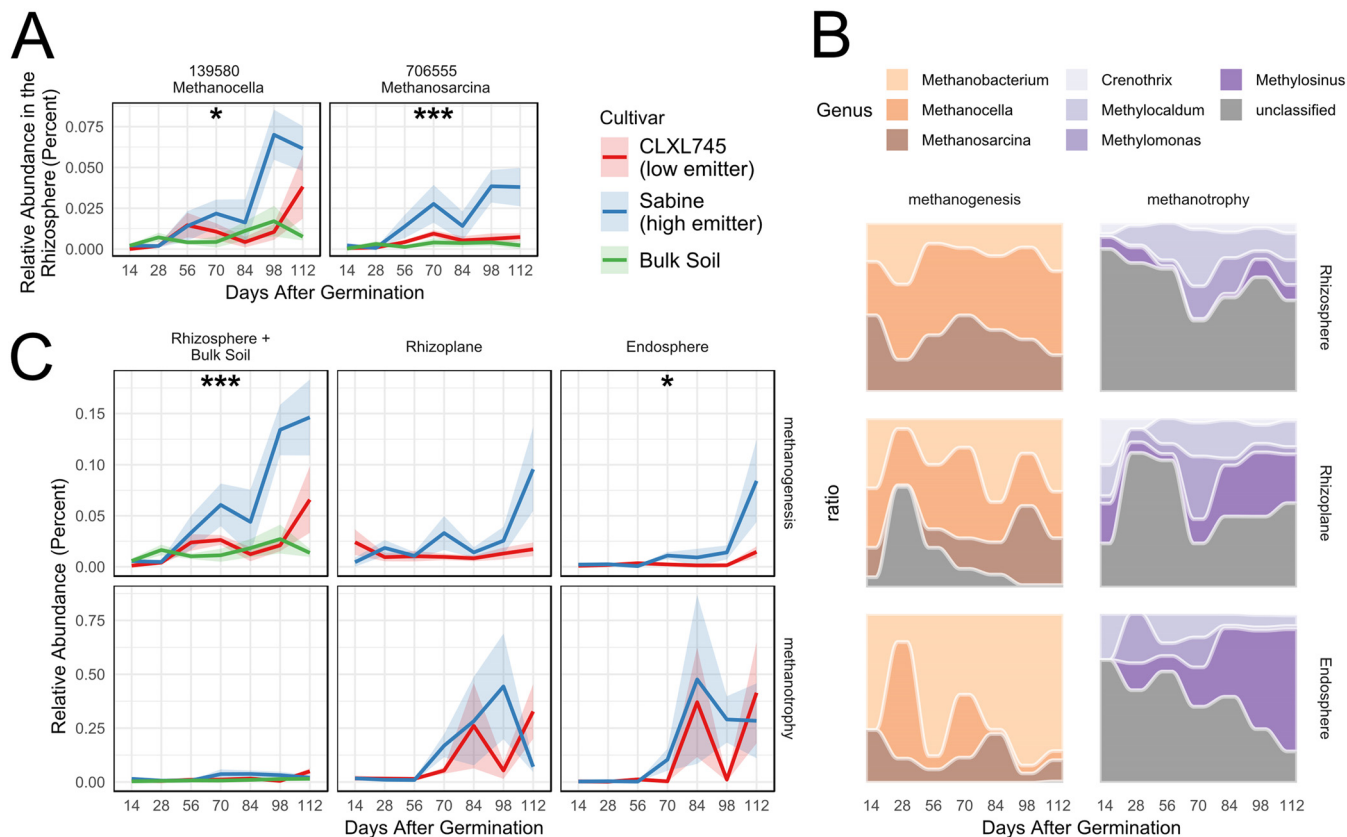 A
139580
Methanocella
706555
Methanosarcina
Relative Abundance in the
Rhizosphere (Percent)
*
***
0.075
0.050
0.025
0.000
14 28 56 70 84 98 112
14 28 56 70 84 98 112
Days After Germination
Cultivar
CLXL745
(low emitter)
Sabine
(high emitter)
Bulk Soil
B
Genus
Methanobacterium
Methanocella
Methanosarcina
Crenothrix
Methylocaldum
Methylomonas
Methylosinus
unclassified
methanogenesis
methanotrophy
Rhizosphere
Rhizoplane
Endosphere
ratio
14 28 56 70 84 98 112
14 28 56 70 84 98 112
Days After Germination
C
Rhizosphere +
Bulk Soil
Rhizoplane
Endosphere
***
*
Relative Abundance (Percent)
0.15
0.10
0.05
0.00
methanogenesis
0.75
0.50
0.25
0.00
methanotrophy
14 28 56 70 84 98 112
14 28 56 70 84 98 112
14 28 56 70 84 98 112
Days After Germination